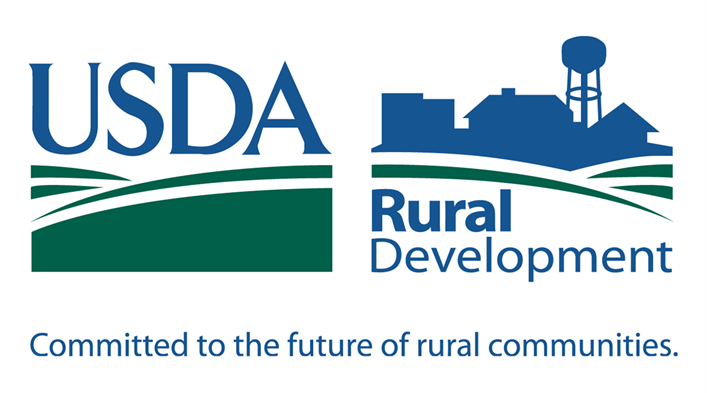 USDA
Rural
Development
Committed to the future of rural communities.